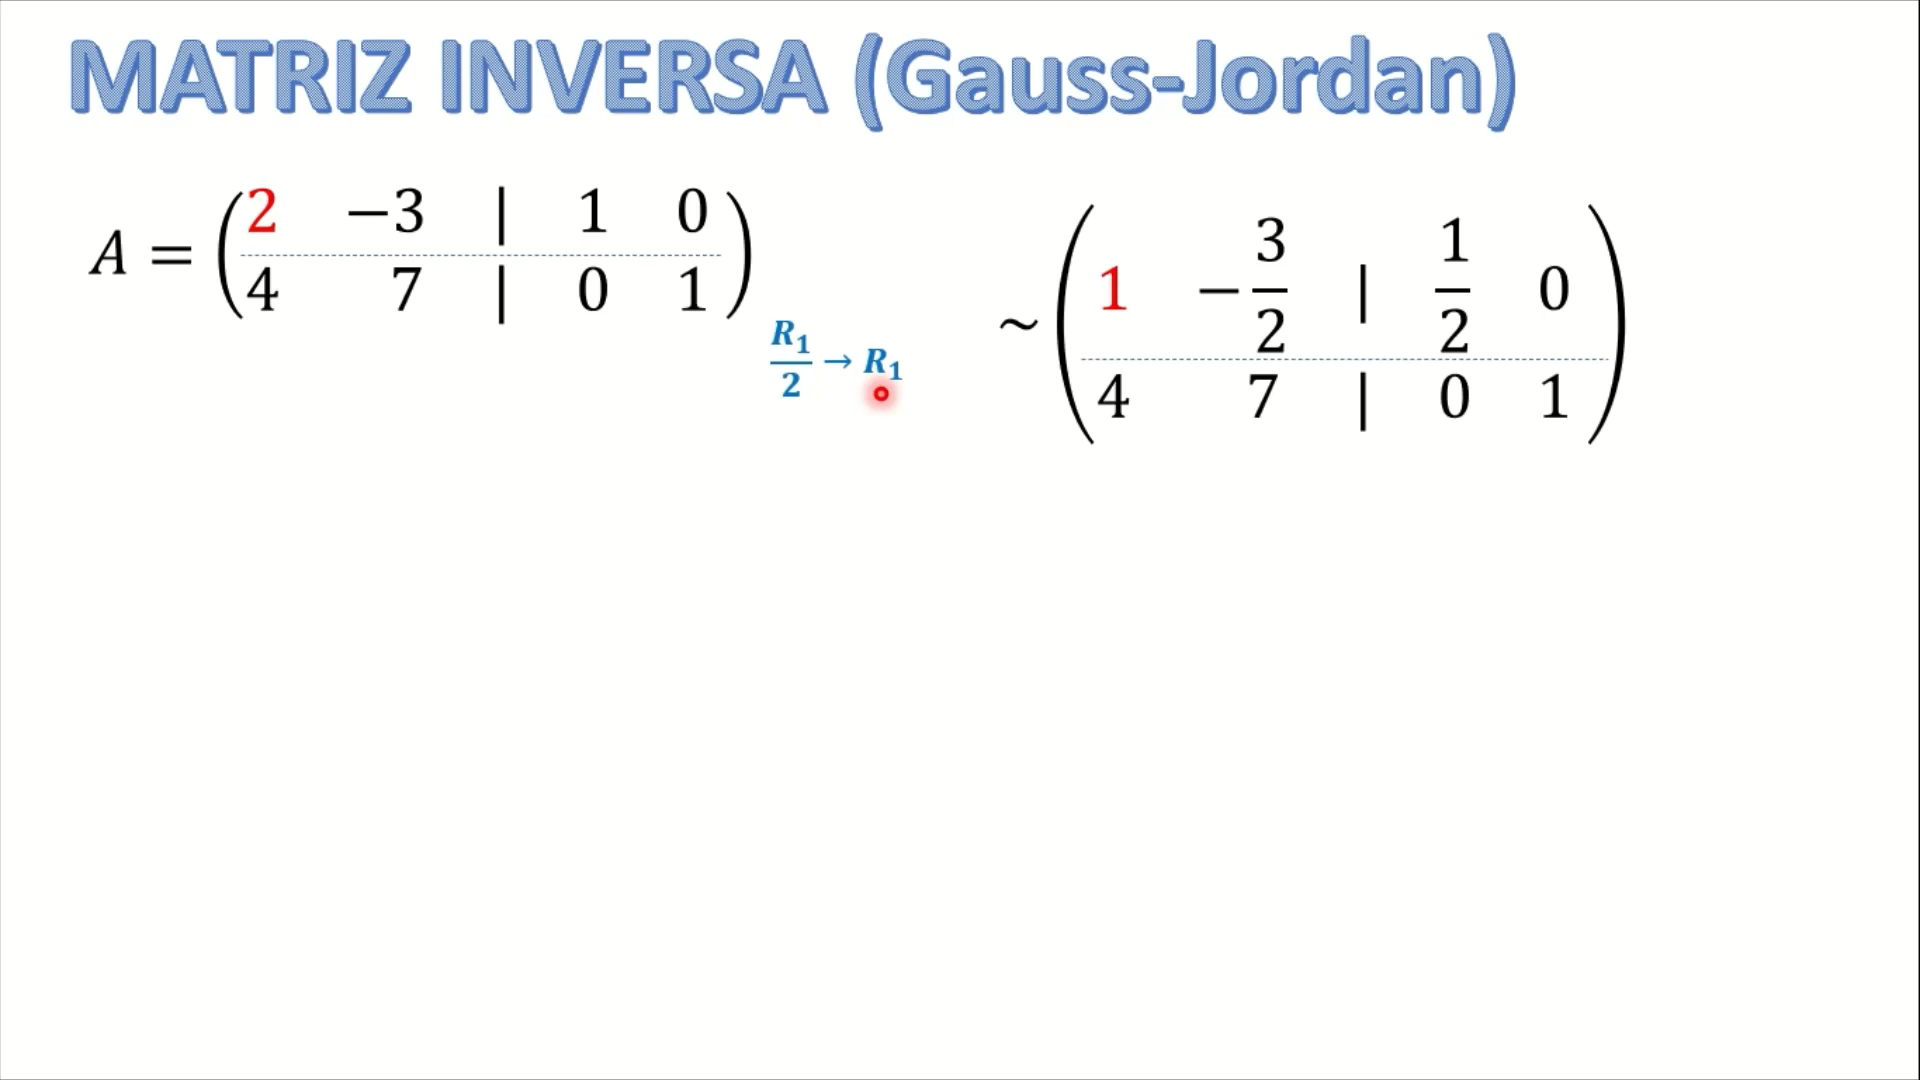 MATRIZ INVERSA (Gauss-Jordan)
A = ( 2 −3 | 1 0
4 7 | 0 1 )
R₁/2 → R₁
~ ( 1 −3/2 | 1/2 0
4 7 | 0 1 )